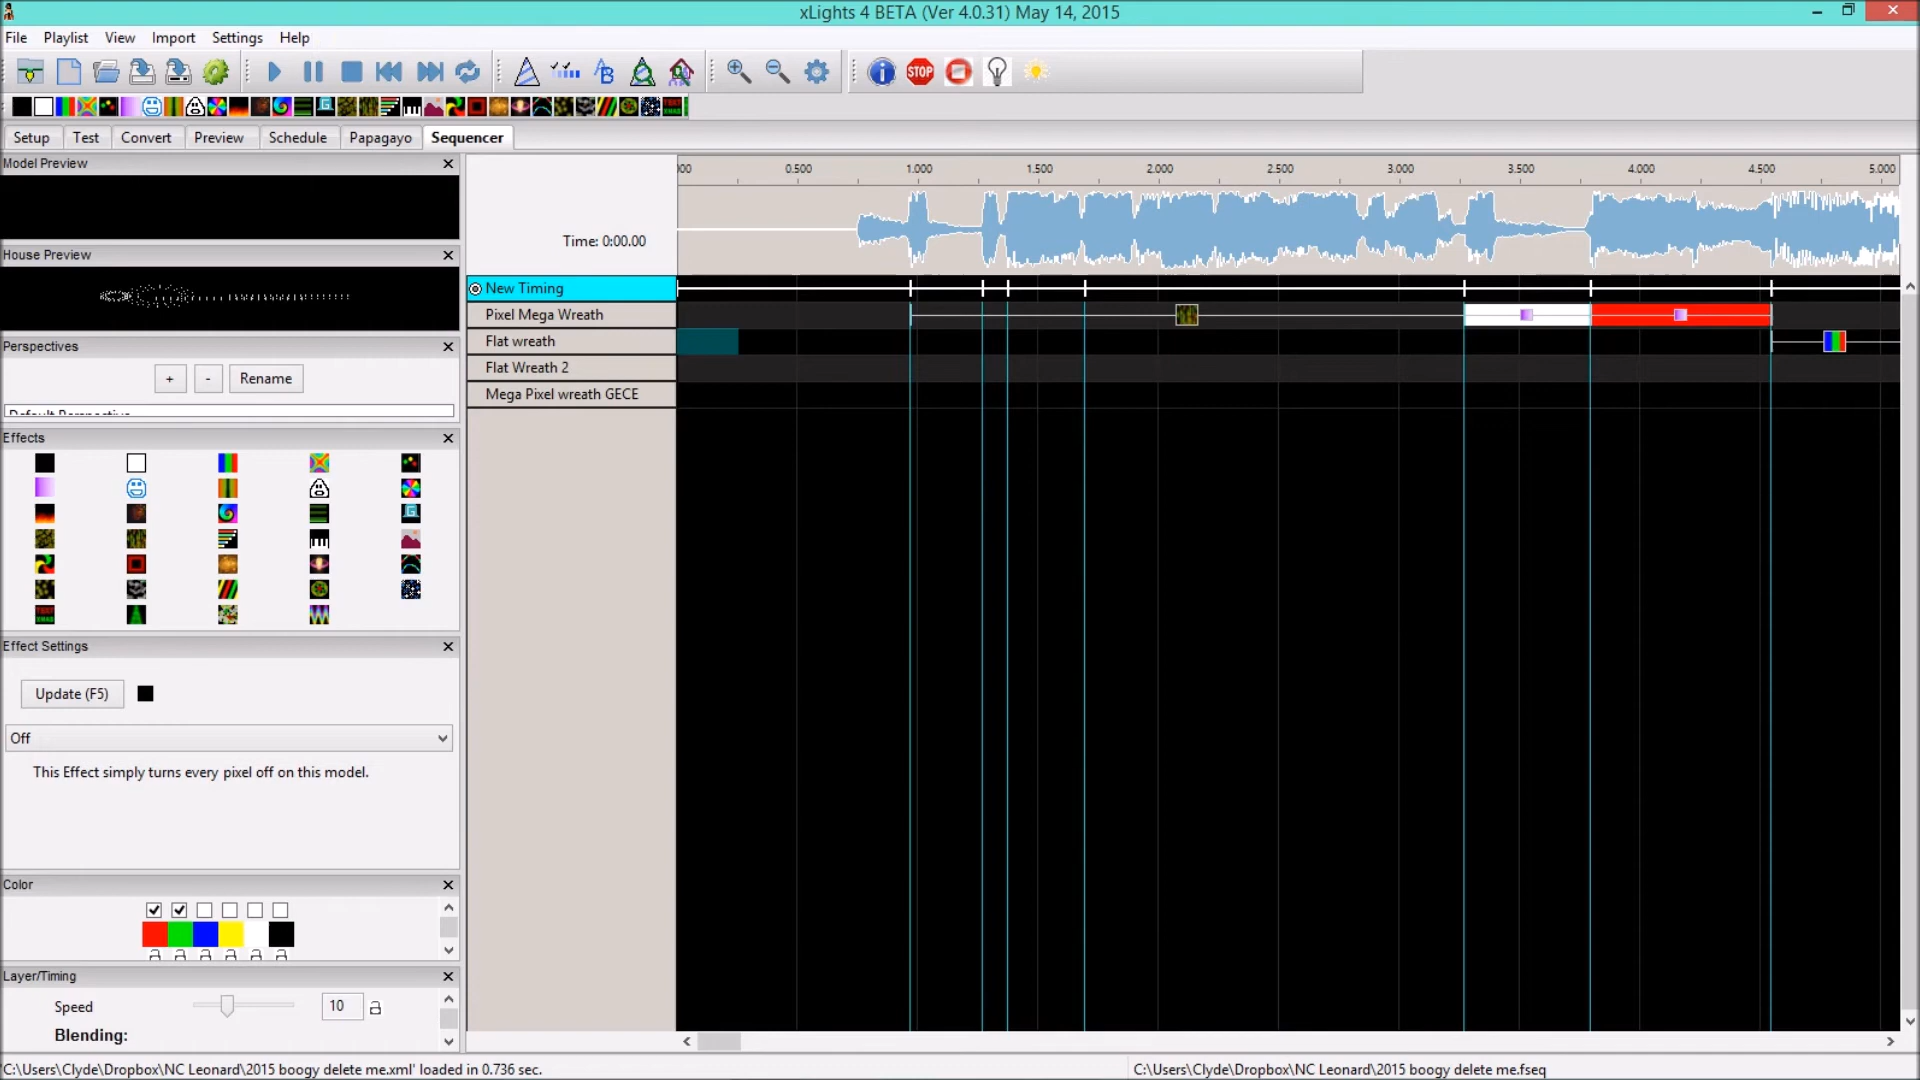 xLights 4 BETA (Ver 4.0.31) May 14, 2015
File Playlist View Import Settings Help
STOP
Setup Test Convert Preview Schedule Papagayo Sequencer
Model Preview
House Preview
Perspectives
+ - Rename
Default Perspective
Effects
Effect Settings
Update (F5)
Off
This Effect simply turns every pixel off on this model.
Color
Layer/Timing
Speed 10
Blending:
0.500 1.000 1.500 2.000 2.500 3.000 3.500 4.000 4.500 5.000
Time: 0:00.00
New Timing
Pixel Mega Wreath
Flat wreath
Flat Wreath 2
Mega Pixel wreath GECE
'C:\Users\Clyde\Dropbox\NC Leonard\2015 boogy delete me.xml' loaded in 0.736 sec.
C:\Users\Clyde\Dropbox\NC Leonard\2015 boogy delete me.fseq